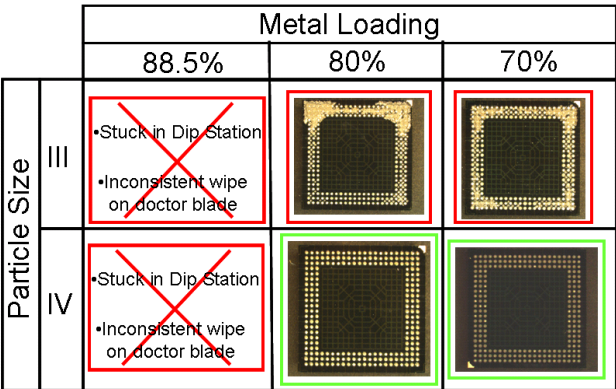 Metal Loading
88.5%
80%
70%
Particle Size
III
•Stuck in Dip Station
•Inconsistent wipe
on doctor blade
IV
•Stuck in Dip Station
•Inconsistent wipe
on doctor blade